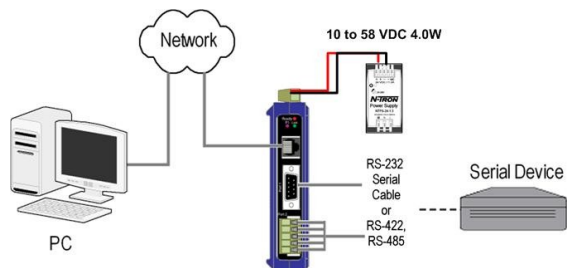 Network
10 to 58 VDC 4.0W
N-TRON
Power Supply
RS-232
Serial
Cable
or
RS-422,
RS-485
Serial Device
PC